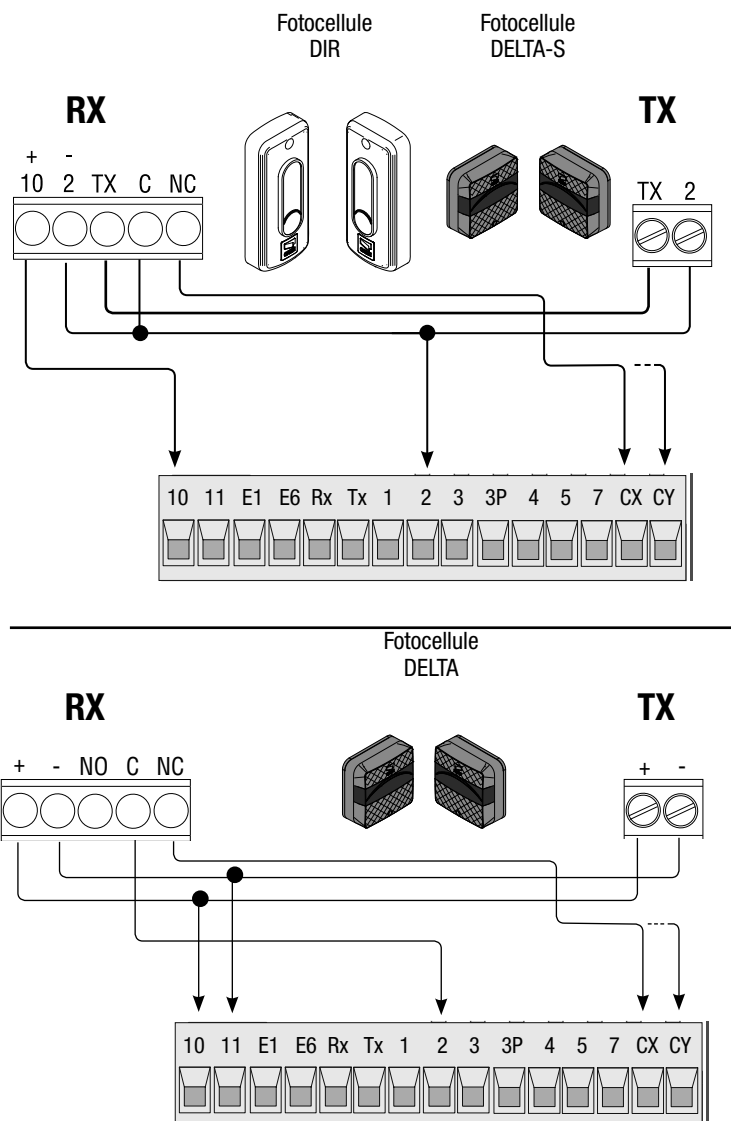 Fotocellule
DIR
Fotocellule
DELTA-S
RX
TX
+ -
10 2 TX C NC
TX 2
10 11 E1 E6 Rx Tx 1 2 3 3P 4 5 7 CX CY
Fotocellule
DELTA
RX
TX
+ - NO C NC
+ -
10 11 E1 E6 Rx Tx 1 2 3 3P 4 5 7 CX CY